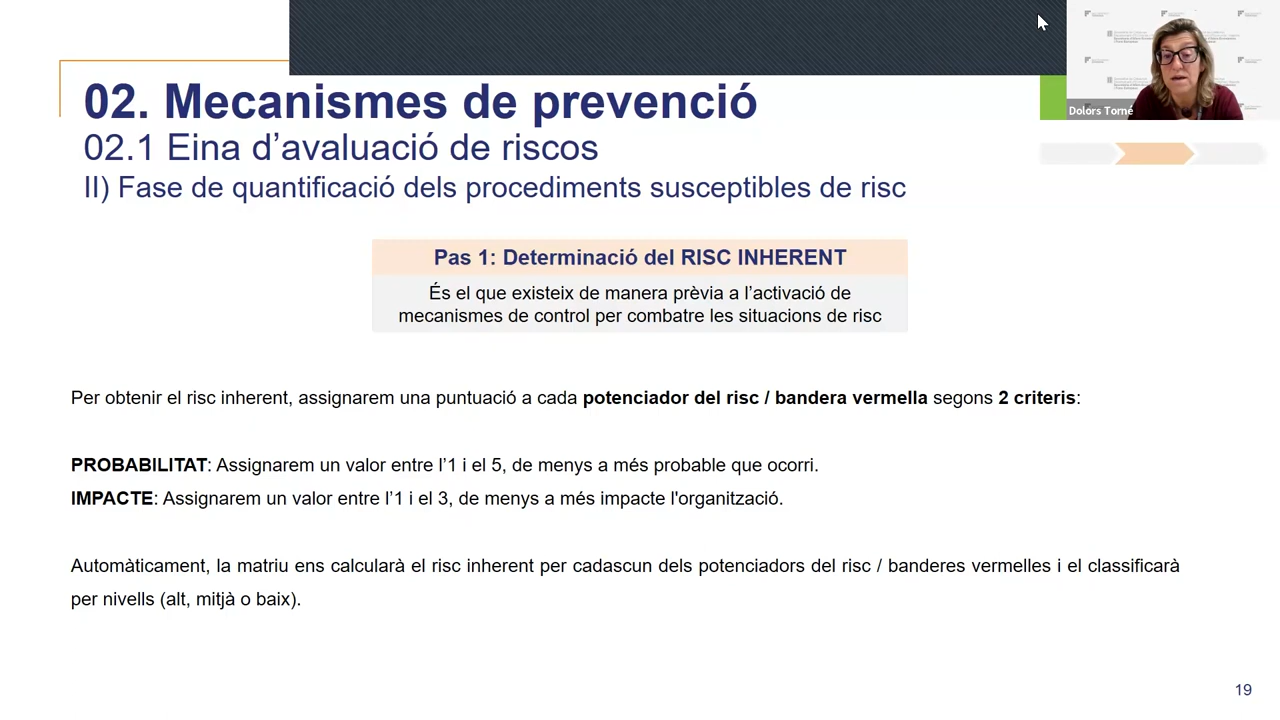 02. Mecanismes de prevenció
02.1 Eina d’avaluació de riscos
II) Fase de quantificació dels procediments susceptibles de risc
Dolors Torné
Pas 1: Determinació del RISC INHERENT
És el que existeix de manera prèvia a l’activació de
mecanismes de control per combatre les situacions de risc
Per obtenir el risc inherent, assignarem una puntuació a cada potenciador del risc / bandera vermella segons 2 criteris:
PROBABILITAT: Assignarem un valor entre l’1 i el 5, de menys a més probable que ocorri.
IMPACTE: Assignarem un valor entre l’1 i el 3, de menys a més impacte l'organització.
Automàticament, la matriu ens calcularà el risc inherent per cadascun dels potenciadors del risc / banderes vermelles i el classificarà
per nivells (alt, mitjà o baix).
19